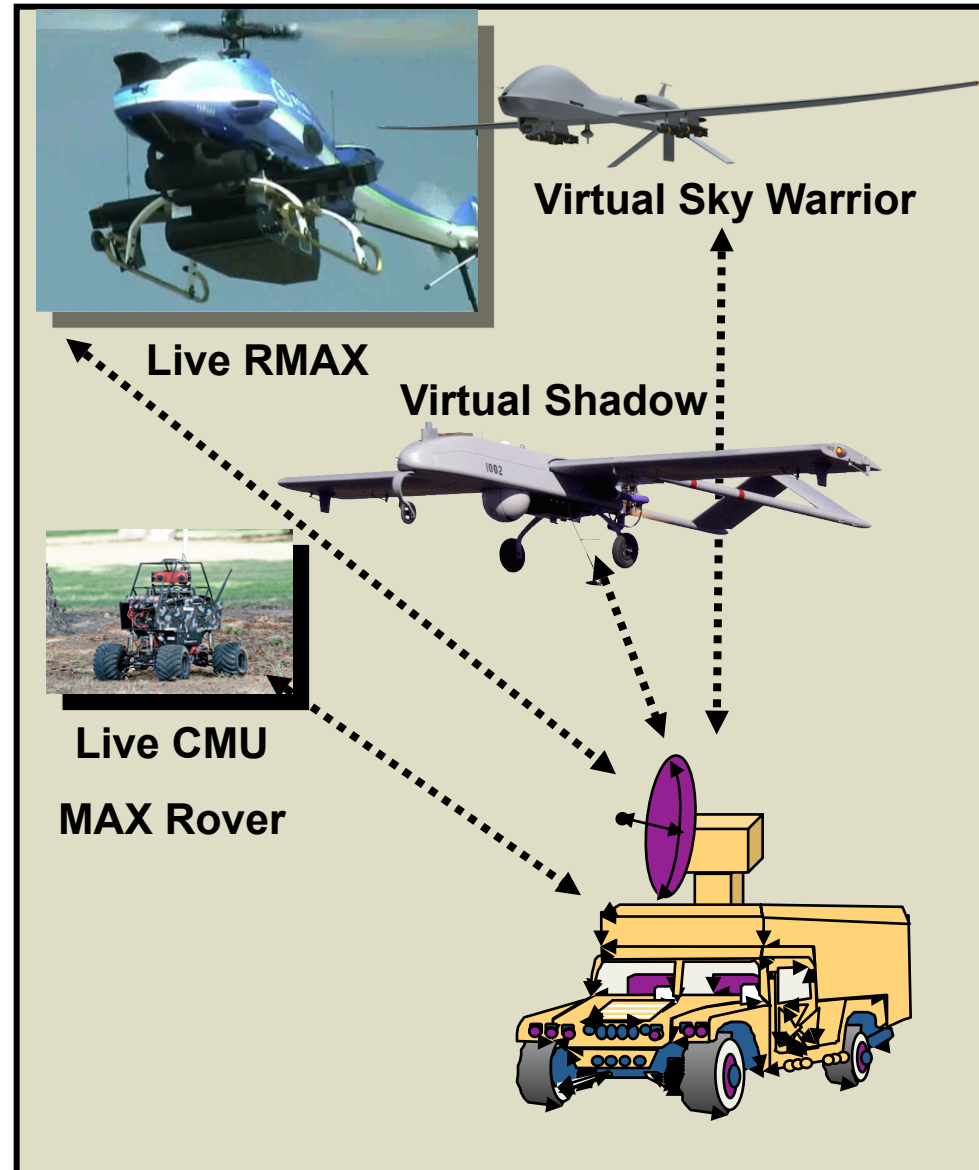 Virtual Sky Warrior
Live RMAX
Virtual Shadow
1002
Live CMU
MAX Rover